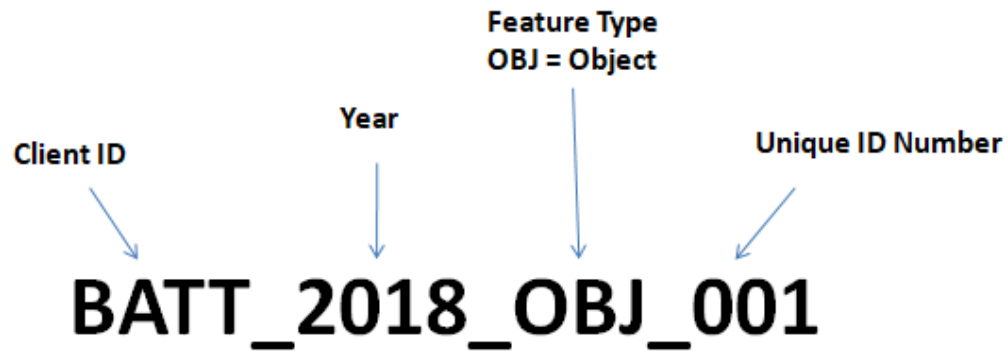 Feature Type
OBJ = Object
Year
Client ID
Unique ID Number
BATT_2018_OBJ_001